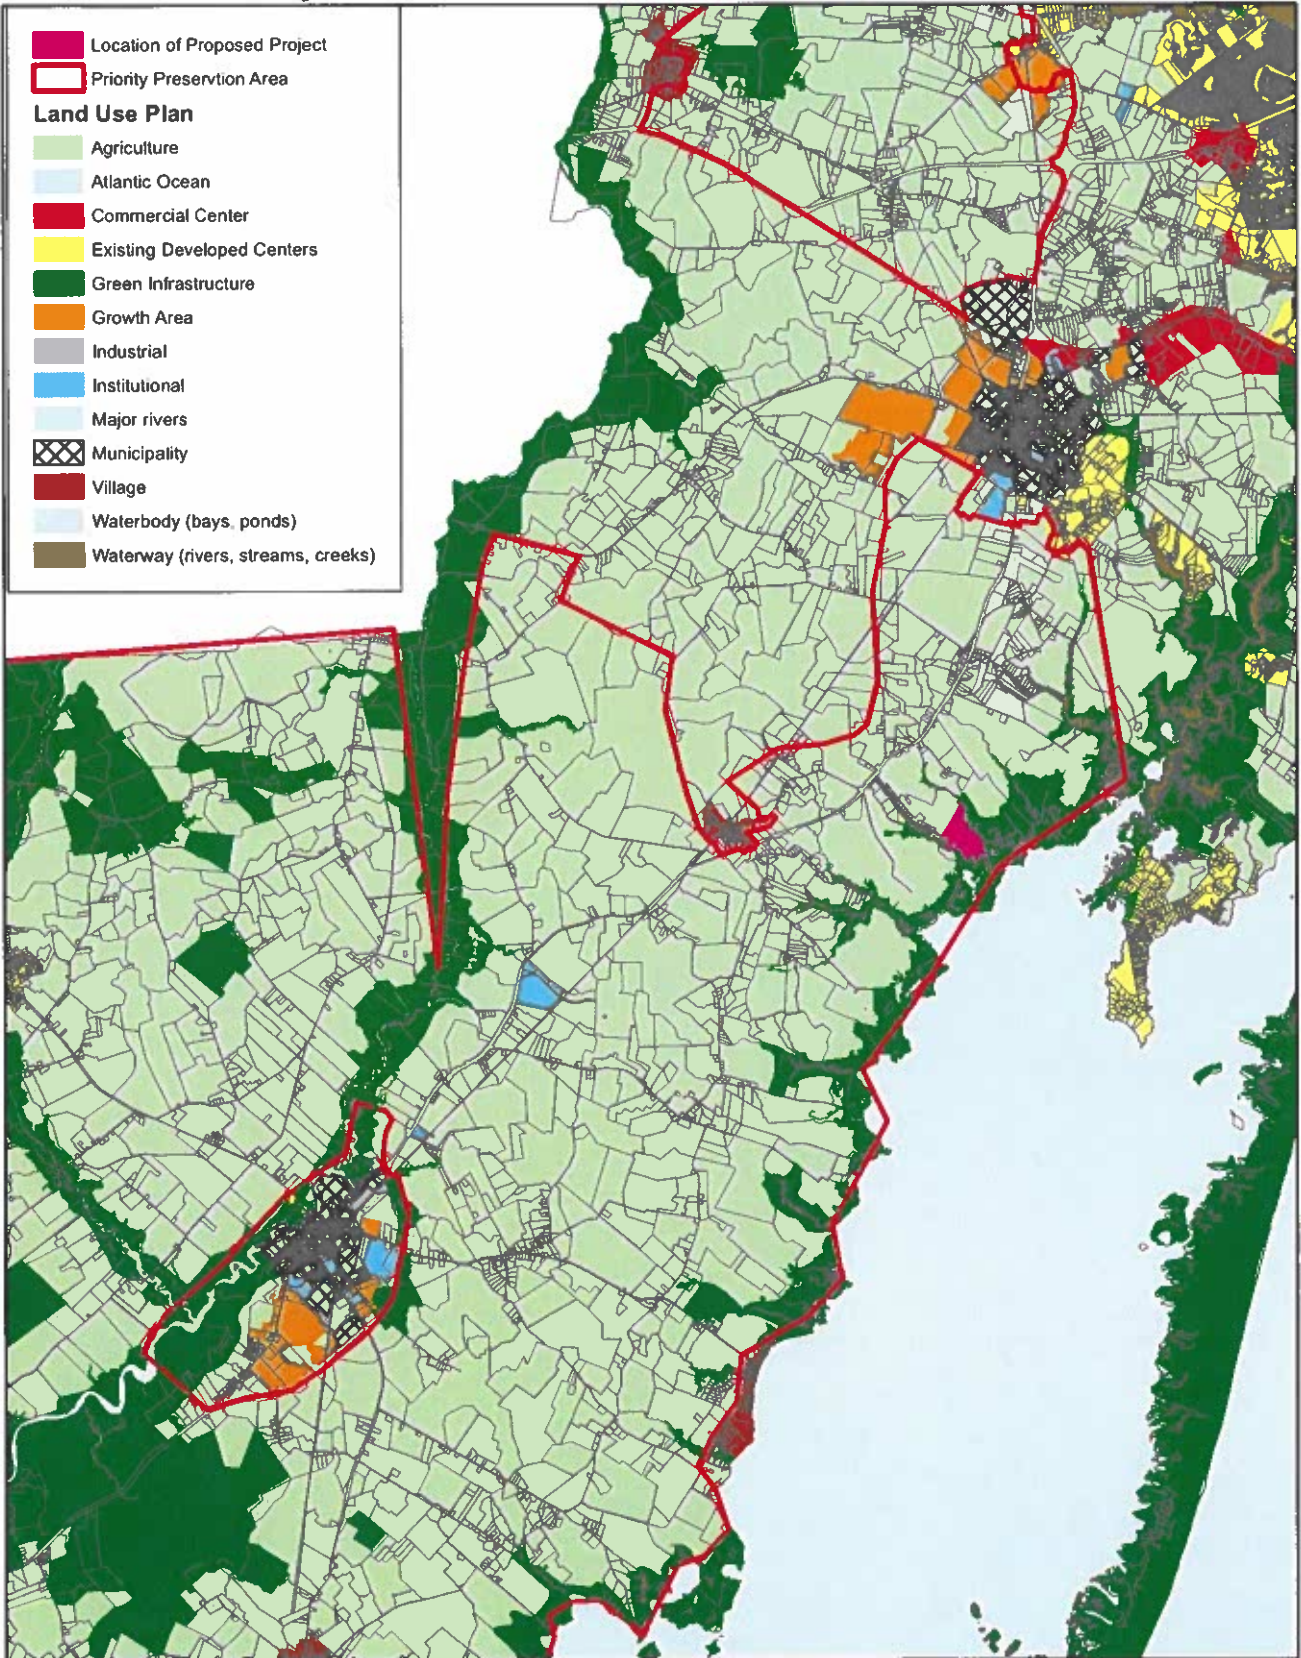 Location of Proposed Project
Priority Preservtion Area
Land Use Plan
Agriculture
Atlantic Ocean
Commercial Center
Existing Developed Centers
Green Infrastructure
Growth Area
Industrial
Institutional
Major rivers
Municipality
Village
Waterbody (bays, ponds)
Waterway (rivers, streams, creeks)